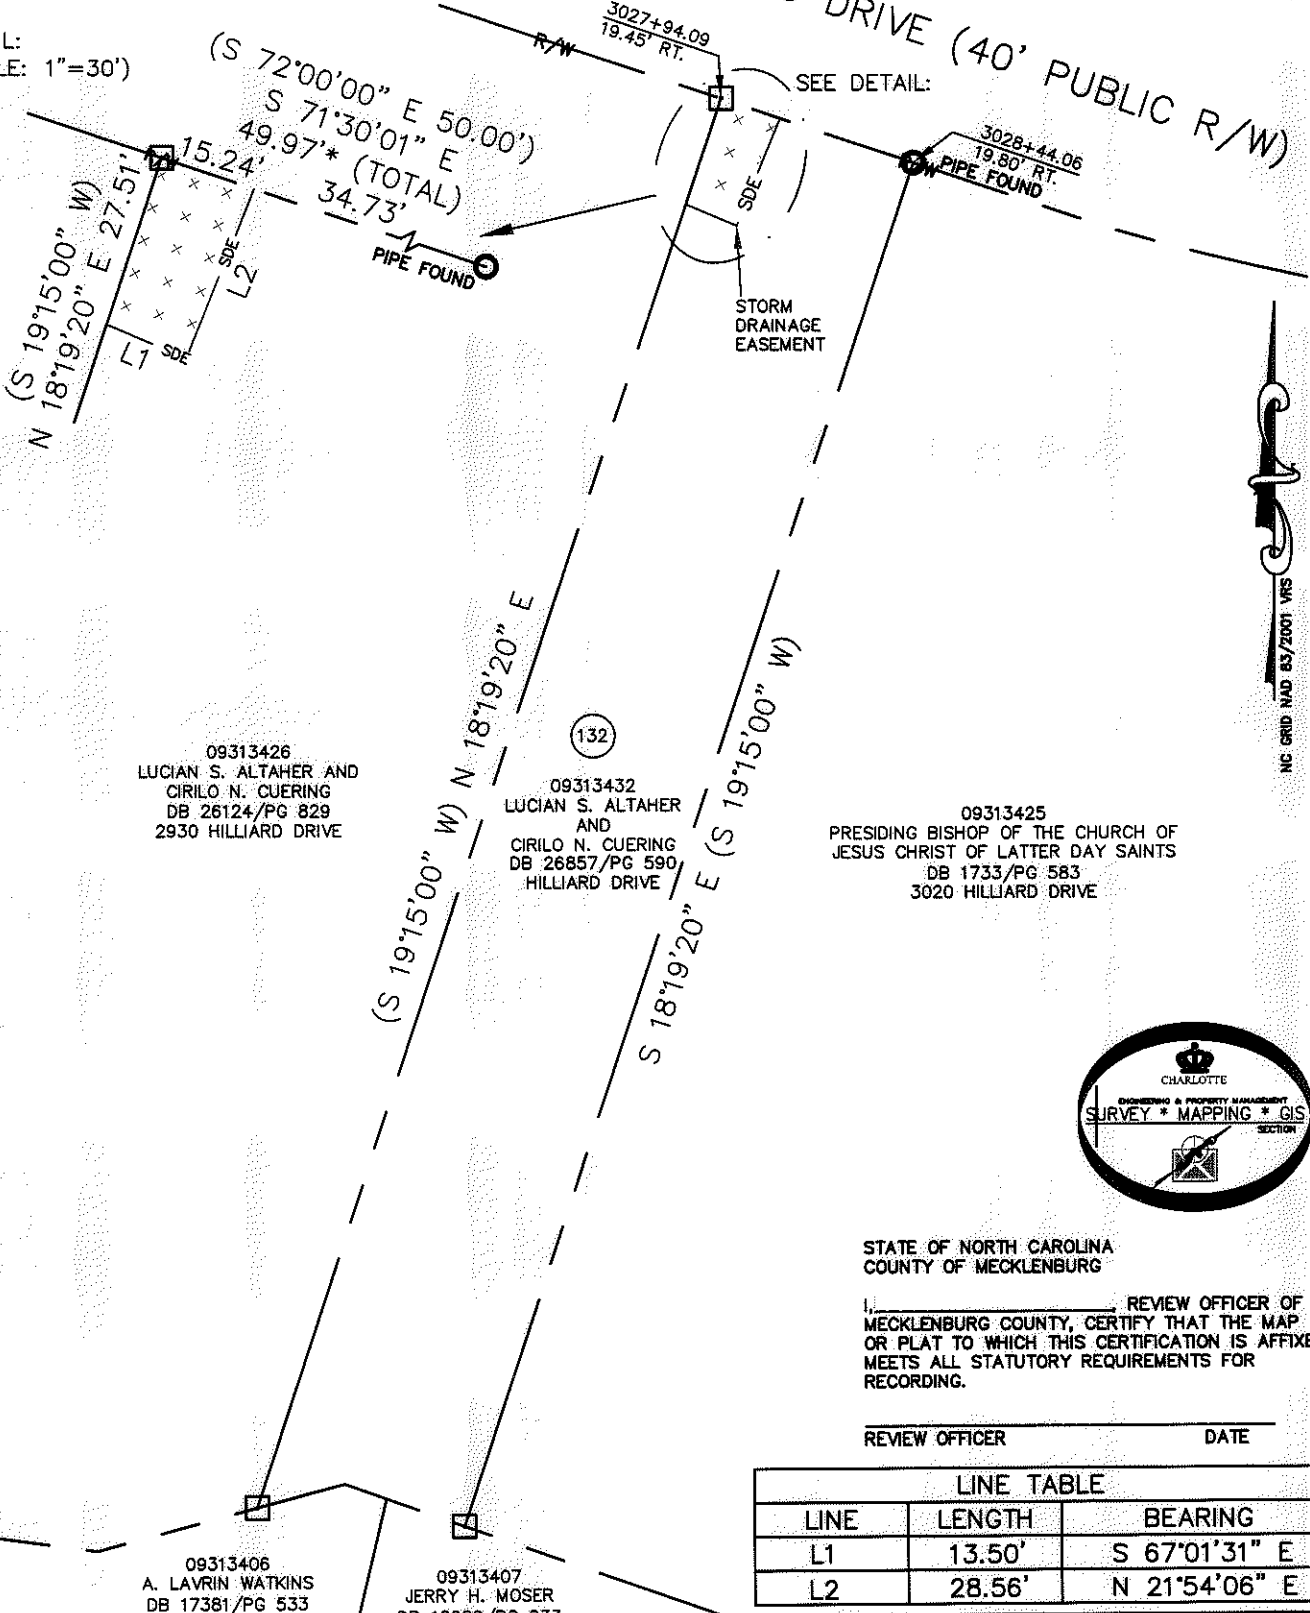 DRIVE (40' PUBLIC R/W)
L:
LE: 1"=30')
(S 72°00'00" E 50.00')
S 71°30'01" E
49.97'* (TOTAL)
15.24'
34.73'
PIPE FOUND
(S 19°15'00" W)
N 18°19'20" E 27.51'
SDE
L2
L1
SDE
R/W
3027+94.09
19.45' RT.
SEE DETAIL:
SDE
STORM
DRAINAGE
EASEMENT
3028+44.06
19.80' RT.
R/W
PIPE FOUND
NC GRID NAD 83/2001 VRS
(S 19°15'00" W) N 18°19'20" E
S 18°19'20" E (S 19°15'00" W)
09313426
LUCIAN S. ALTAHER AND
CIRILO N. CUERING
DB 26124/PG 829
2930 HILLIARD DRIVE
132
09313432
LUCIAN S. ALTAHER
AND
CIRILO N. CUERING
DB 26857/PG 590
HILLIARD DRIVE
09313425
PRESIDING BISHOP OF THE CHURCH OF
JESUS CHRIST OF LATTER DAY SAINTS
DB 1733/PG 583
3020 HILLIARD DRIVE
CHARLOTTE
ENGINEERING & PROPERTY MANAGEMENT
SURVEY * MAPPING * GIS
SECTION
STATE OF NORTH CAROLINA
COUNTY OF MECKLENBURG
I, REVIEW OFFICER OF
MECKLENBURG COUNTY, CERTIFY THAT THE MAP
OR PLAT TO WHICH THIS CERTIFICATION IS AFFIXE
MEETS ALL STATUTORY REQUIREMENTS FOR
RECORDING.
REVIEW OFFICER DATE
LINE TABLE
LINE LENGTH BEARING
L1 13.50' S 67°01'31" E
L2 28.56' N 21°54'06" E
09313406
A. LAVRIN WATKINS
DB 17381/PG 533
09313407
JERRY H. MOSER